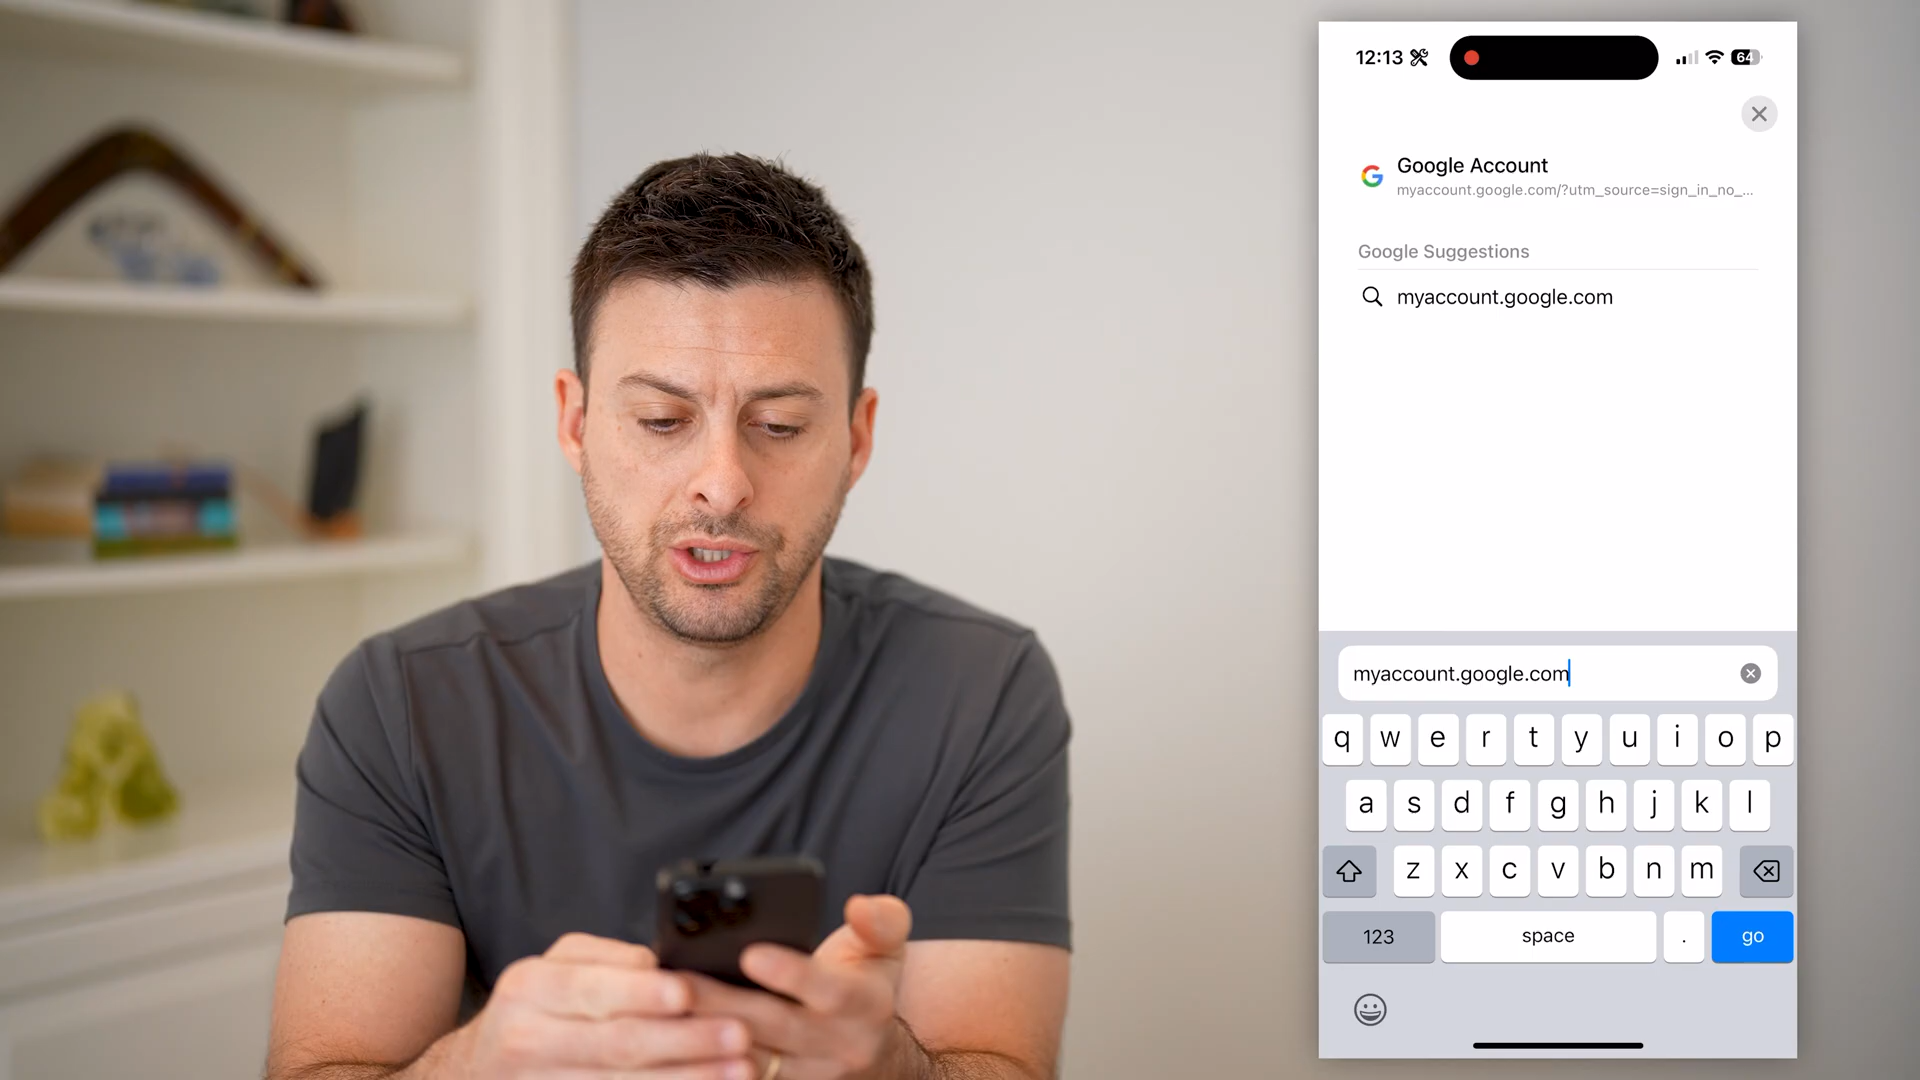 12:13
64
Google Account
myaccount.google.com/?utm_source=sign_in_no_...
Google Suggestions
myaccount.google.com
myaccount.google.com
q w e r t y u i o p
a s d f g h j k l
z x c v b n m
123 space . go